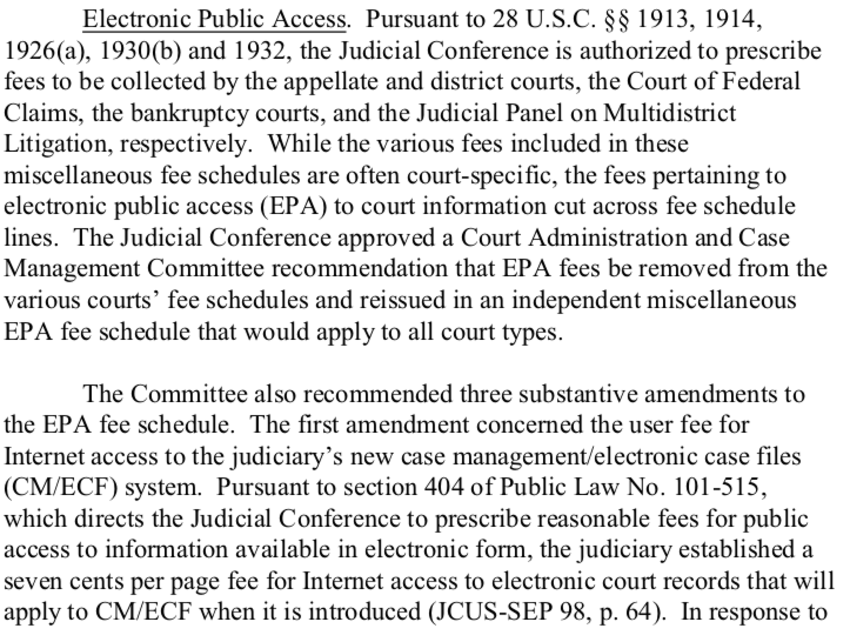 Electronic Public Access. Pursuant to 28 U.S.C. §§ 1913, 1914,
1926(a), 1930(b) and 1932, the Judicial Conference is authorized to prescribe
fees to be collected by the appellate and district courts, the Court of Federal
Claims, the bankruptcy courts, and the Judicial Panel on Multidistrict
Litigation, respectively. While the various fees included in these
miscellaneous fee schedules are often court-specific, the fees pertaining to
electronic public access (EPA) to court information cut across fee schedule
lines. The Judicial Conference approved a Court Administration and Case
Management Committee recommendation that EPA fees be removed from the
various courts' fee schedules and reissued in an independent miscellaneous
EPA fee schedule that would apply to all court types.
The Committee also recommended three substantive amendments to
the EPA fee schedule. The first amendment concerned the user fee for
Internet access to the judiciary's new case management/electronic case files
(CM/ECF) system. Pursuant to section 404 of Public Law No. 101-515,
which directs the Judicial Conference to prescribe reasonable fees for public
access to information available in electronic form, the judiciary established a
seven cents per page fee for Internet access to electronic court records that will
apply to CM/ECF when it is introduced (JCUS-SEP 98, p. 64). In response to